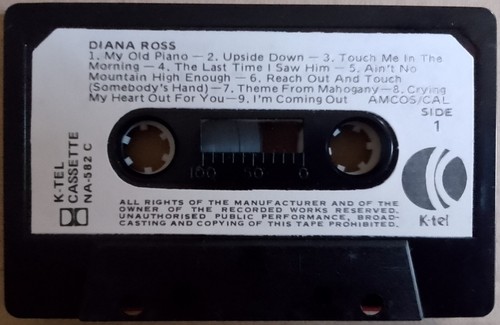 DIANA ROSS
1. My Old Piano — 2. Upside Down — 3. Touch Me In The
Morning — 4. The Last Time I Saw Him — 5. Ain't No
Mountain High Enough — 6. Reach Out And Touch
(Somebody's Hand) — 7. Theme From Mahogany — 8. Crying
My Heart Out For You — 9. I'm Coming Out AMCOS/CAL
SIDE
1
K-TEL
CASSETTE
NA-582 C
100 50 0
K-tel
ALL RIGHTS OF THE MANUFACTURER AND OF THE
OWNER OF THE RECORDED WORKS RESERVED.
UNAUTHORISED PUBLIC PERFORMANCE, BROAD-
CASTING AND COPYING OF THIS TAPE PROHIBITED.